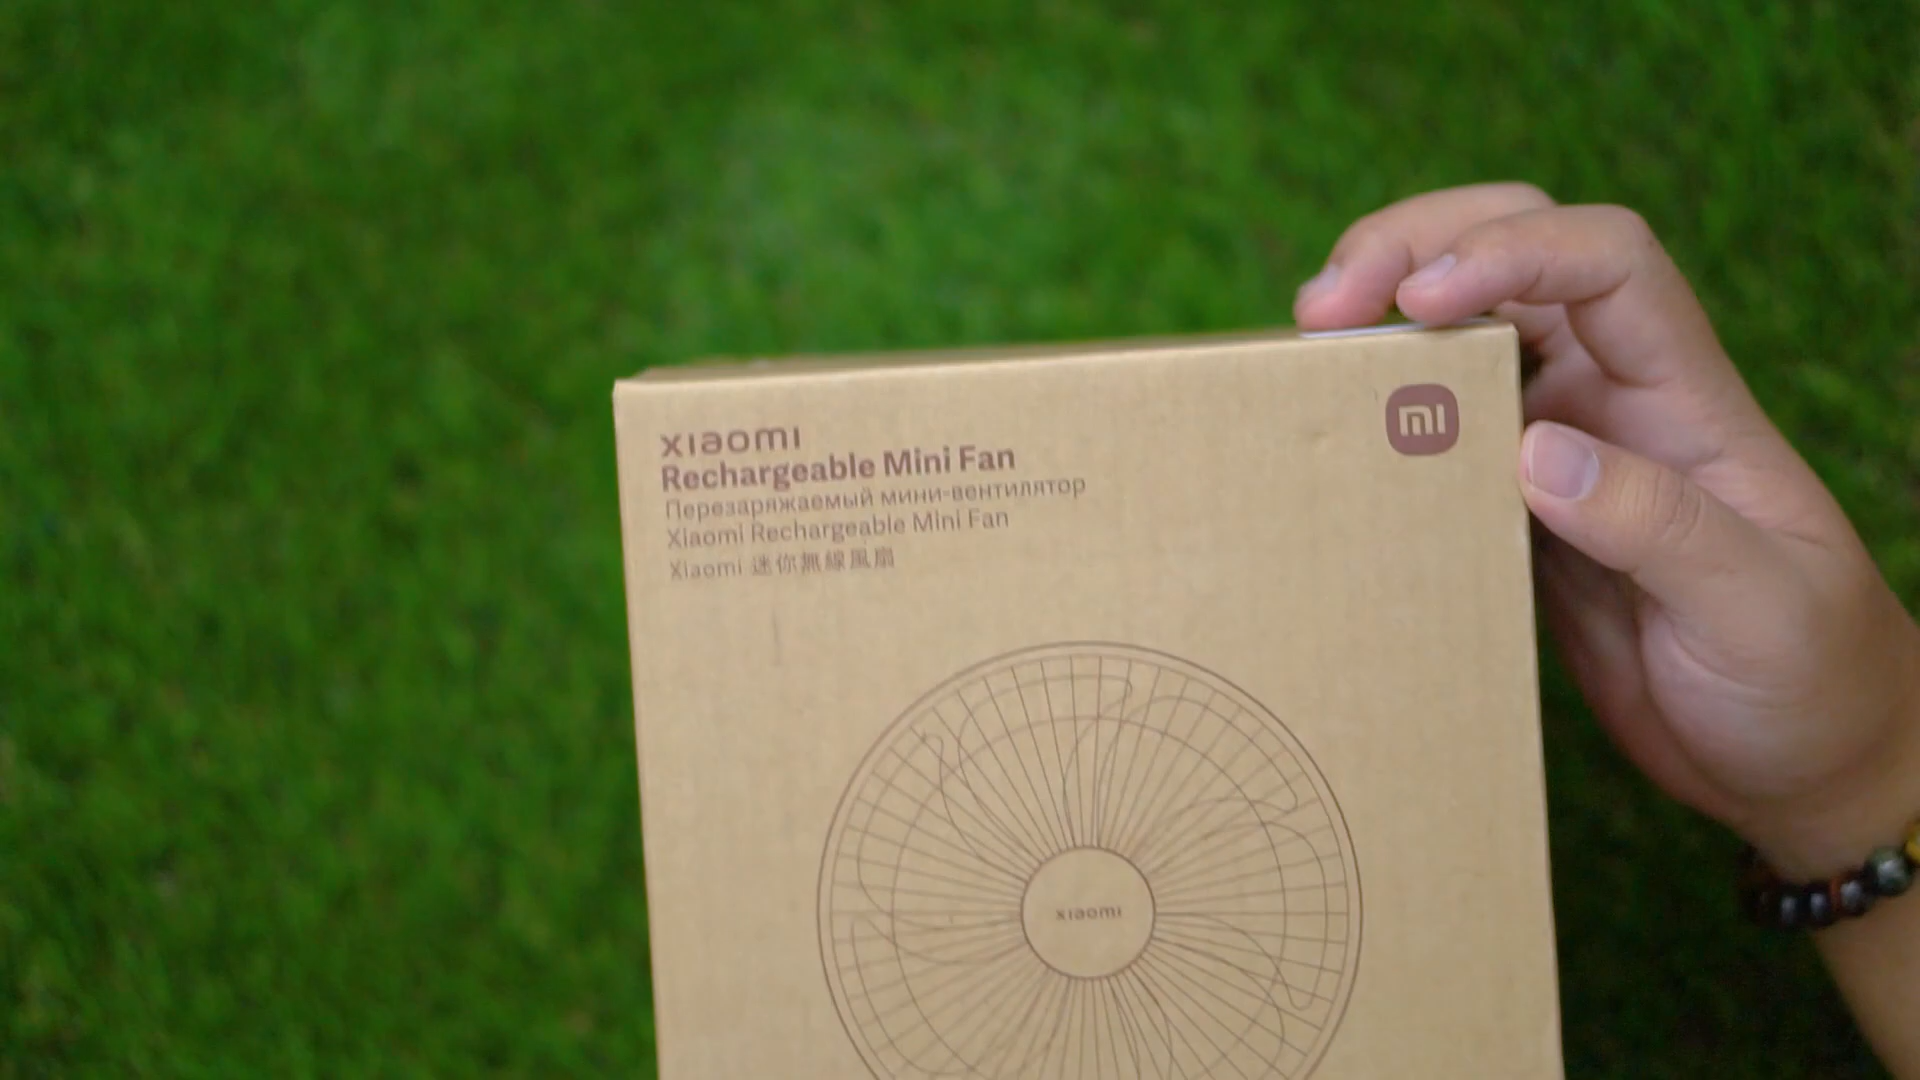 xiaomi
Rechargeable Mini Fan
Перезаряжаемый мини-вентилятор
Xiaomi Rechargeable Mini Fan
Xiaomi 迷你無線風扇
mi
xiaomi